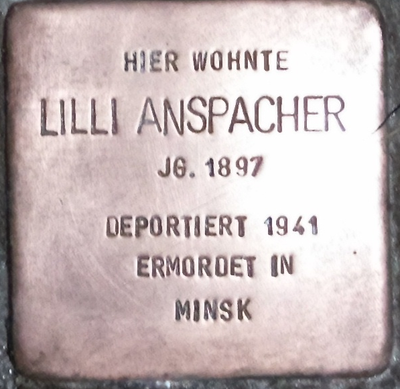 HIER WOHNTE
LILLI ANSPACHER
JG. 1897
DEPORTIERT 1941
ERMORDET IN
MINSK